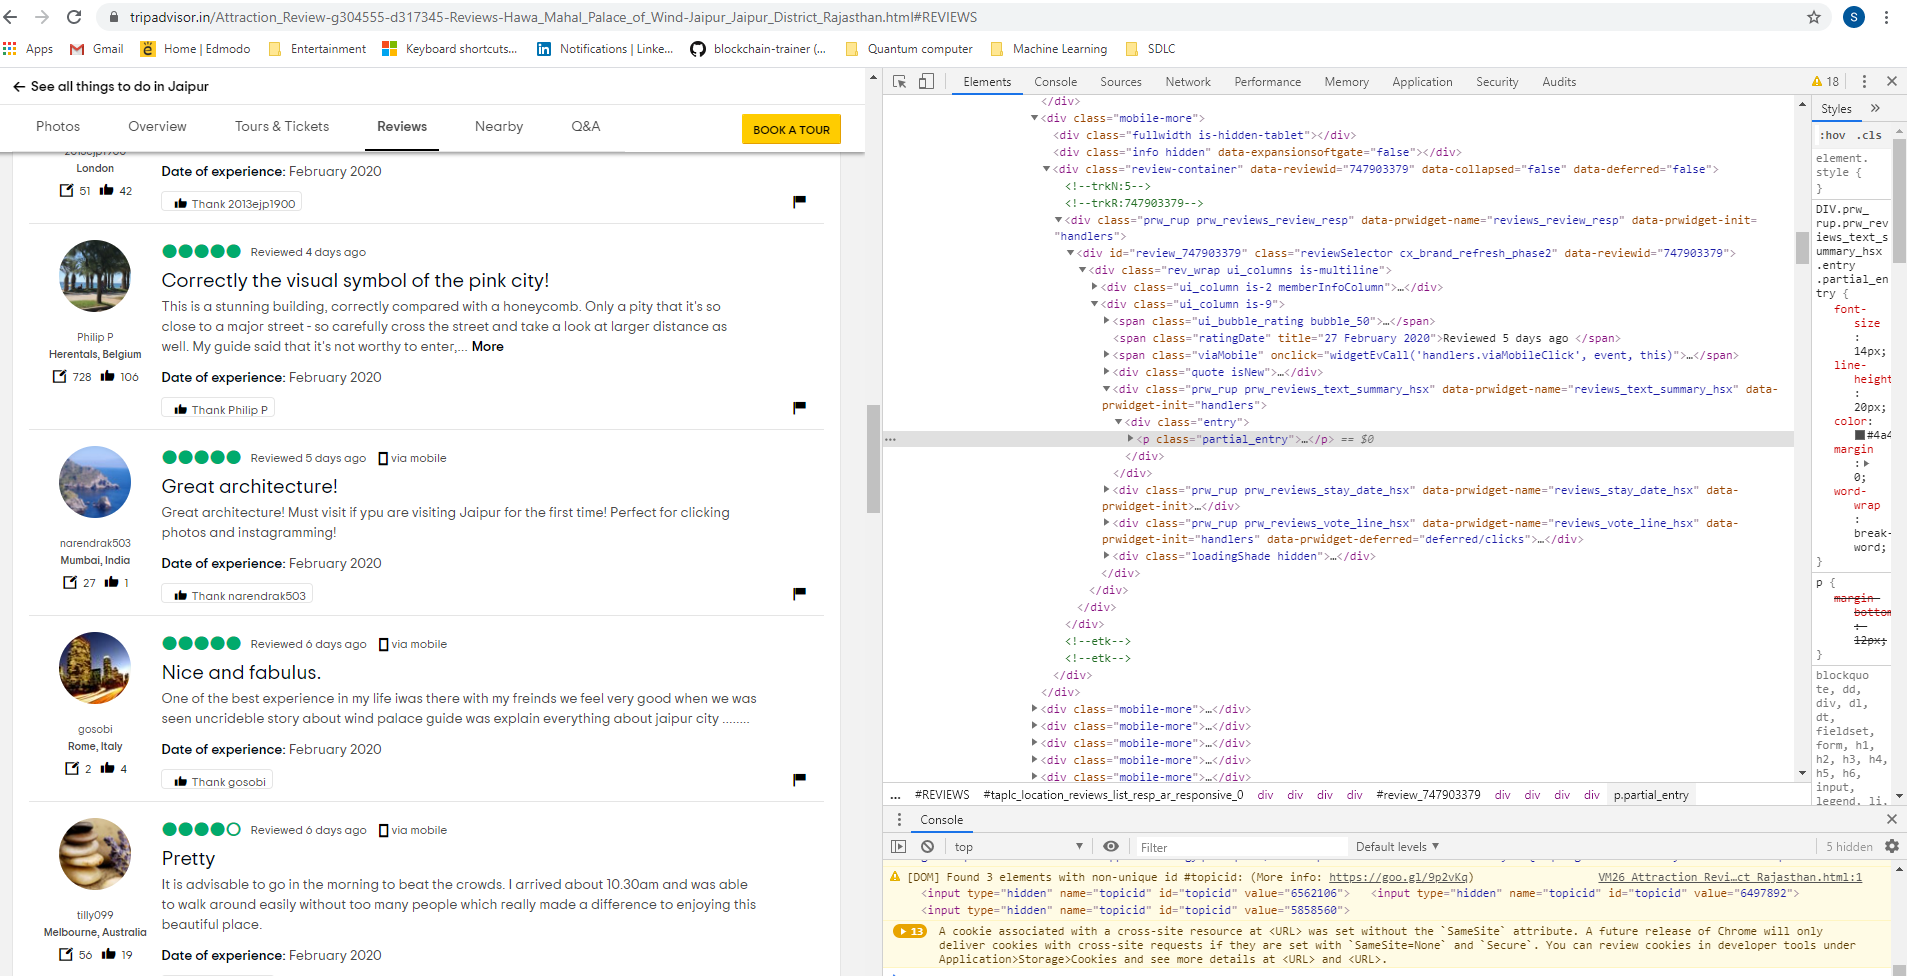 tripadvisor.in/Attraction_Review-g304555-d317345-Reviews-Hawa_Mahal_Palace_of_Wind-Jaipur_Jaipur_District_Rajasthan.html#REVIEWS
S
Apps Gmail Home | Edmodo Entertainment Keyboard shortcuts... Notifications | Linke... blockchain-trainer (... Quantum computer Machine Learning SDLC
See all things to do in Jaipur
Photos Overview Tours & Tickets Reviews Nearby Q&A BOOK A TOUR
2013ejp1900
London
51 42
Date of experience: February 2020
Thank 2013ejp1900
Reviewed 4 days ago
Correctly the visual symbol of the pink city!
This is a stunning building, correctly compared with a honeycomb. Only a pity that it's so
close to a major street - so carefully cross the street and take a look at larger distance as
well. My guide said that it's not worthy to enter,... More
Philip P
Herentals, Belgium
728 106
Date of experience: February 2020
Thank Philip P
Reviewed 5 days ago via mobile
Great architecture!
Great architecture! Must visit if ypu are visiting Jaipur for the first time! Perfect for clicking
photos and instagramming!
narendrak503
Mumbai, India
27 1
Date of experience: February 2020
Thank narendrak503
Reviewed 6 days ago via mobile
Nice and fabulus.
One of the best experience in my life iwas there with my freinds we feel very good when we was
seen uncrideble story about wind palace guide was explain everything about jaipur city ........
gosobi
Rome, Italy
2 4
Date of experience: February 2020
Thank gosobi
Reviewed 6 days ago via mobile
Pretty
It is advisable to go in the morning to beat the crowds. I arrived about 10.30am and was able
to walk around easily without too many people which really made a difference to enjoying this
beautiful place.
tilly099
Melbourne, Australia
56 19
Date of experience: February 2020
Elements Console Sources Network Performance Memory Application Security Audits 18
</div>
<div class="mobile-more">
<div class="fullwidth is-hidden-tablet"></div>
<div class="info hidden" data-expansionsoftgate="false"></div>
<div class="review-container" data-reviewid="747903379" data-collapsed="false" data-deferred="false">
<!--trkN:5-->
<!--trkR:747903379-->
<div class="prw_rup prw_reviews_review_resp" data-prwidget-name="reviews_review_resp" data-prwidget-init=
"handlers">
<div id="review_747903379" class="reviewSelector cx_brand_refresh_phase2" data-reviewid="747903379">
<div class="rev_wrap ui_columns is-multiline">
<div class="ui_column is-2 memberInfoColumn">…</div>
<div class="ui_column is-9">
<span class="ui_bubble_rating bubble_50">…</span>
<span class="ratingDate" title="27 February 2020">Reviewed 5 days ago </span>
<span class="viaMobile" onclick="widgetEvCall('handlers.viaMobileClick', event, this)">…</span>
<div class="quote isNew">…</div>
<div class="prw_rup prw_reviews_text_summary_hsx" data-prwidget-name="reviews_text_summary_hsx" data-
prwidget-init="handlers">
<div class="entry">
... <p class="partial_entry">…</p> == $0
</div>
</div>
<div class="prw_rup prw_reviews_stay_date_hsx" data-prwidget-name="reviews_stay_date_hsx" data-
prwidget-init>…</div>
<div class="prw_rup prw_reviews_vote_line_hsx" data-prwidget-name="reviews_vote_line_hsx" data-
prwidget-init="handlers" data-prwidget-deferred="deferred/clicks">…</div>
<div class="loadingShade hidden">…</div>
</div>
</div>
</div>
</div>
<!--etk-->
<!--etk-->
</div>
</div>
<div class="mobile-more">…</div>
<div class="mobile-more">…</div>
<div class="mobile-more">…</div>
<div class="mobile-more">…</div>
<div class="mobile-more">…</div>
... #REVIEWS #taplc_location_reviews_list_resp_ar_responsive_0 div div div div #review_747903379 div div div div p.partial_entry
Styles »
:hov .cls
element.
style {
}
DIV.prw_
rup.prw_rev
iews_text_s
ummary_hsx
.entry
.partial_en
try {
font-
size
:
14px;
line-
height
:
20px;
color:
#4a4
margin
:
0;
word-
wrap
:
break-
word;
}
p {
margin-
bottom
:
12px;
}
blockquo
te, dd,
div, dl,
dt,
fieldset,
form, h1,
h2, h3, h4,
h5, h6,
input,
legend, li,
Console
top Filter Default levels 5 hidden
[DOM] Found 3 elements with non-unique id #topicid: (More info: https://goo.gl/9p2vKq) VM26 Attraction Revi…ct Rajasthan.html:1
<input type="hidden" name="topicid" id="topicid" value="6562106"> <input type="hidden" name="topicid" id="topicid" value="6497892">
<input type="hidden" name="topicid" id="topicid" value="5858560">
13 A cookie associated with a cross-site resource at <URL> was set without the `SameSite` attribute. A future release of Chrome will only
deliver cookies with cross-site requests if they are set with `SameSite=None` and `Secure`. You can review cookies in developer tools under
Application>Storage>Cookies and see more details at <URL> and <URL>.